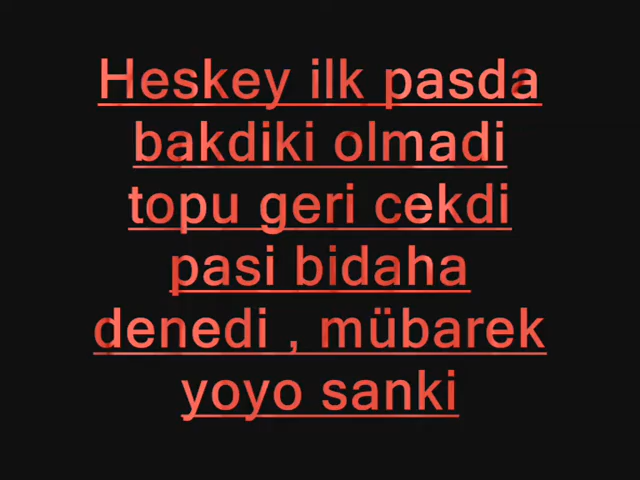 Heskey ilk pasda
bakdiki olmadi
topu geri cekdi
pasi bidaha
denedi , mübarek
yoyo sanki